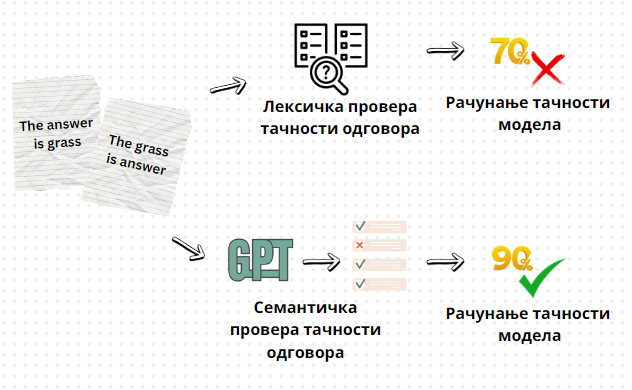 The answer
is grass
The grass
is answer
?
Лексичка провера
тачности одговора
70%
Рачунање тачности
модела
GPT
Семантичка
провера тачности
одговора
90%
Рачунање тачности
модела